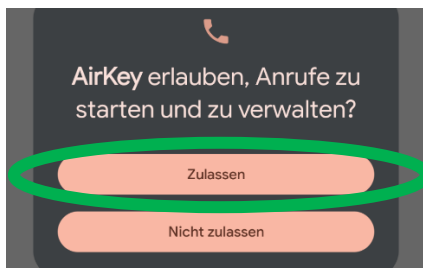 AirKey erlauben, Anrufe zu
starten und zu verwalten?
Zulassen
Nicht zulassen